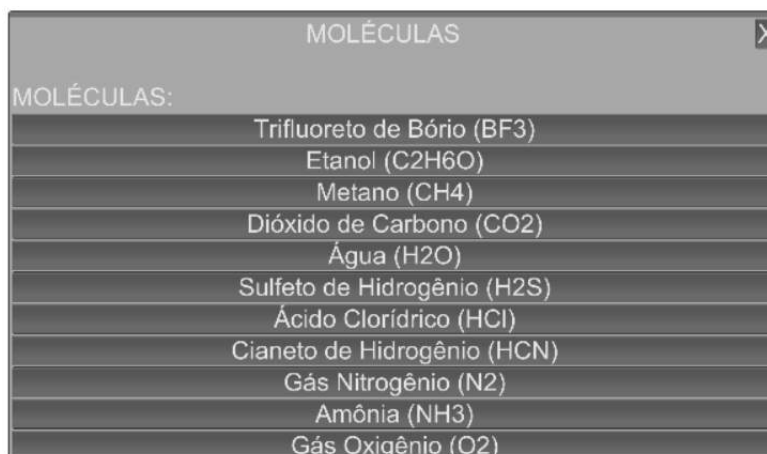 MOLÉCULAS
X
MOLÉCULAS:
Trifluoreto de Bório (BF3)
Etanol (C2H6O)
Metano (CH4)
Dióxido de Carbono (CO2)
Água (H2O)
Sulfeto de Hidrogênio (H2S)
Ácido Clorídrico (HCl)
Cianeto de Hidrogênio (HCN)
Gás Nitrogênio (N2)
Amônia (NH3)
Gás Oxigênio (O2)